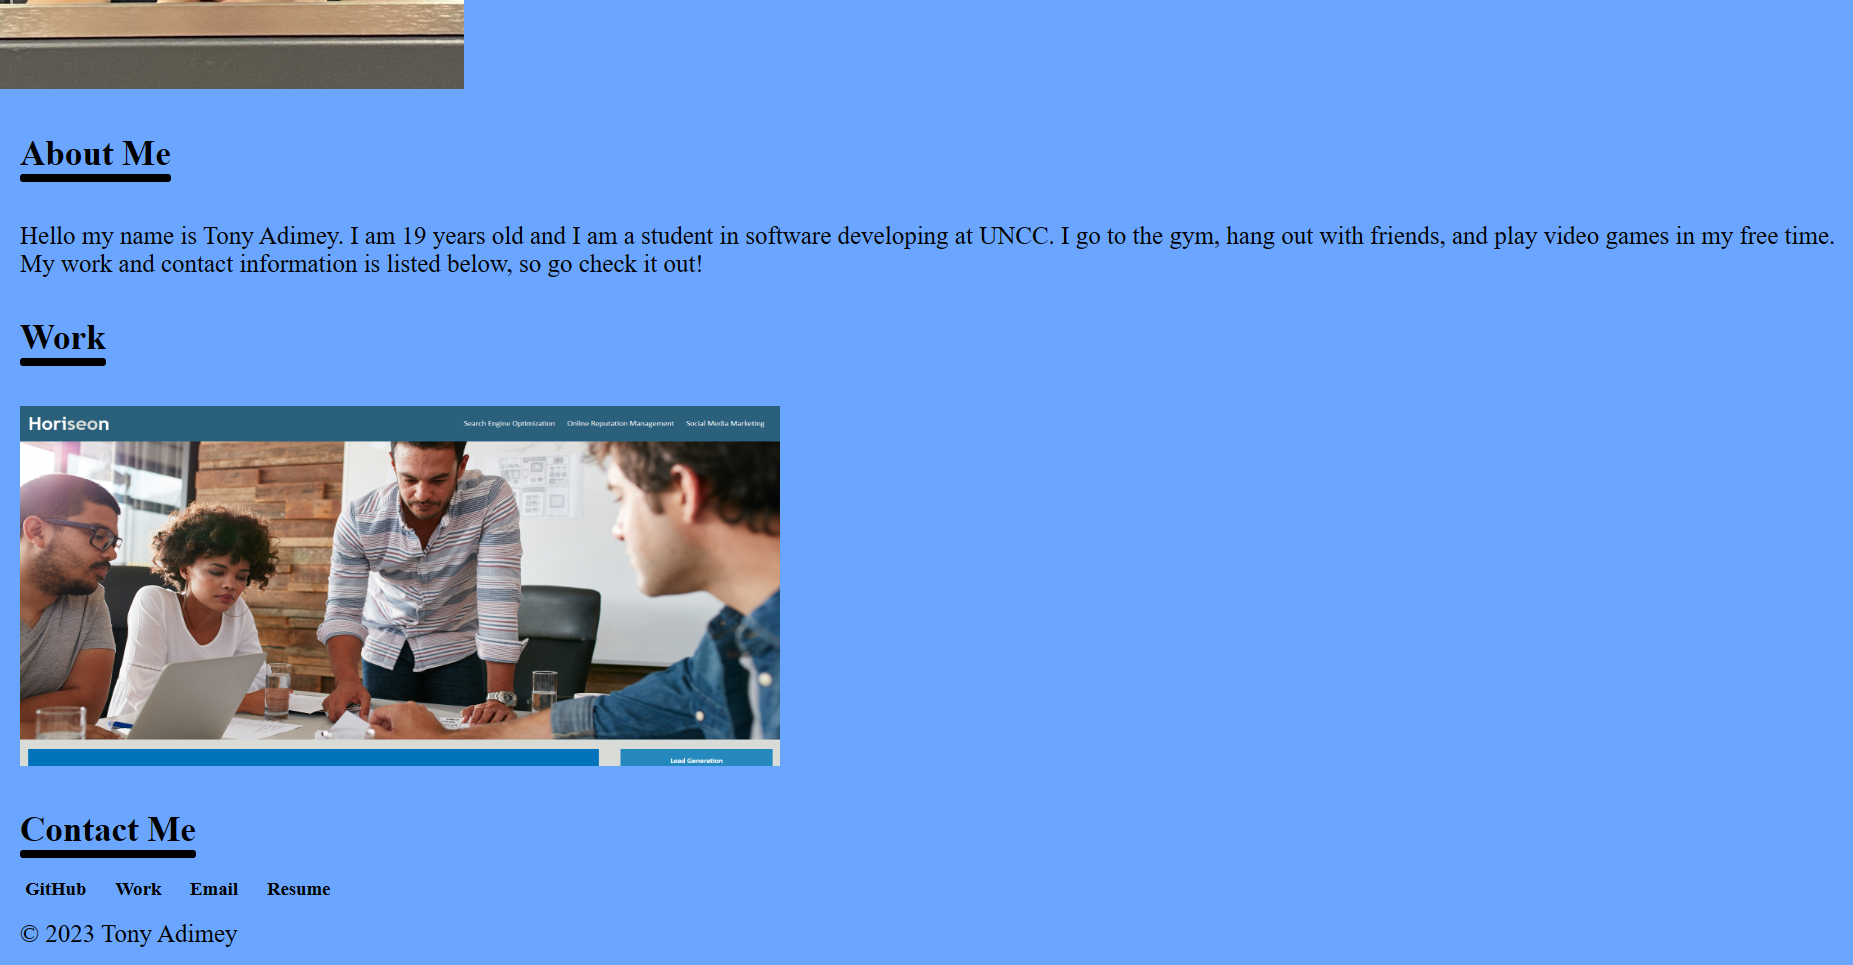 About Me
Hello my name is Tony Adimey. I am 19 years old and I am a student in software developing at UNCC. I go to the gym, hang out with friends, and play video games in my free time.
My work and contact information is listed below, so go check it out!
Work
Horiseon Search Engine Optimization Online Reputation Management Social Media Marketing
Lead Generation
Contact Me
GitHub Work Email Resume
© 2023 Tony Adimey